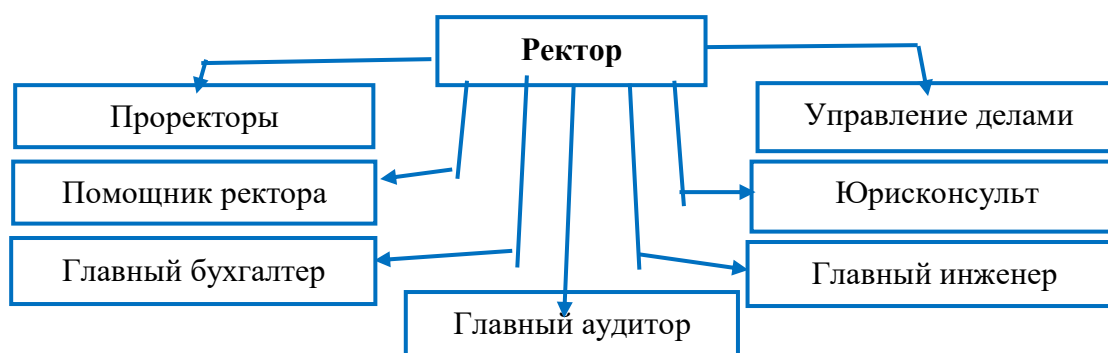 Ректор
Проректоры
Управление делами
Помощник ректора
Юрисконсульт
Главный бухгалтер
Главный инженер
Главный аудитор